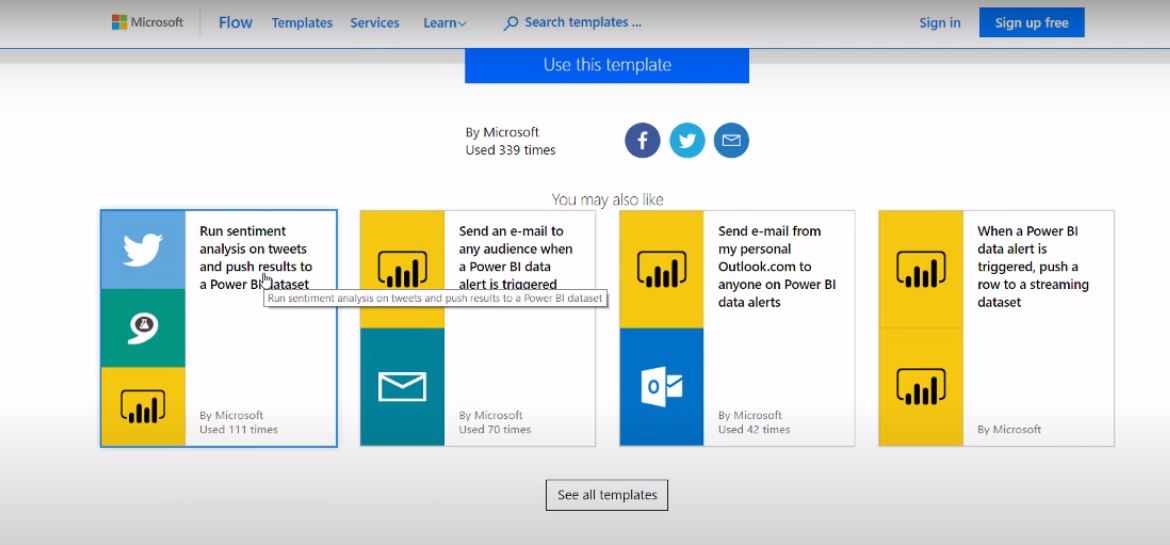 Microsoft Flow Templates Services Learn Search templates ... Sign in Sign up free
Use this template
By Microsoft
Used 339 times
You may also like
Run sentiment
analysis on tweets
and push results to
a Power BI dataset
Run sentiment analysis on tweets and push results to a Power BI dataset
By Microsoft
Used 111 times
Send an e-mail to
any audience when
a Power BI data
alert is triggered
By Microsoft
Used 70 times
Send e-mail from
my personal
Outlook.com to
anyone on Power BI
data alerts
By Microsoft
Used 42 times
When a Power BI
data alert is
triggered, push a
row to a streaming
dataset
By Microsoft
See all templates